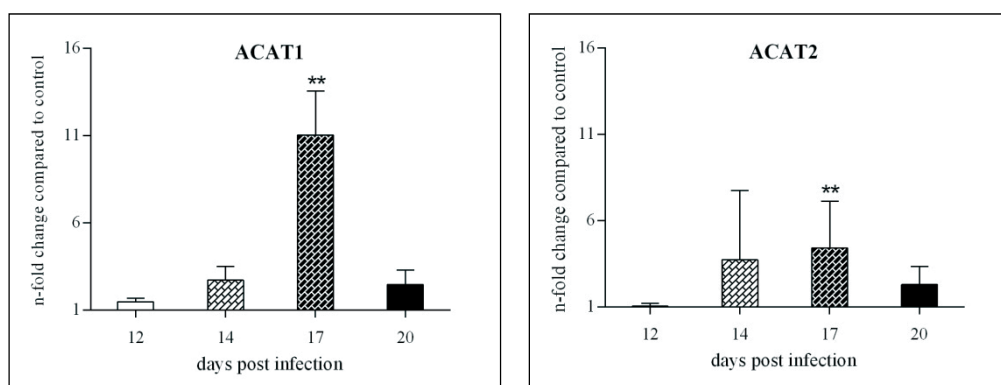 ACAT1
n-fold change compared to control
16
11
6
1
**
12 14 17 20
days post infection
ACAT2
n-fold change compared to control
16
11
6
1
**
12 14 17 20
days post infection